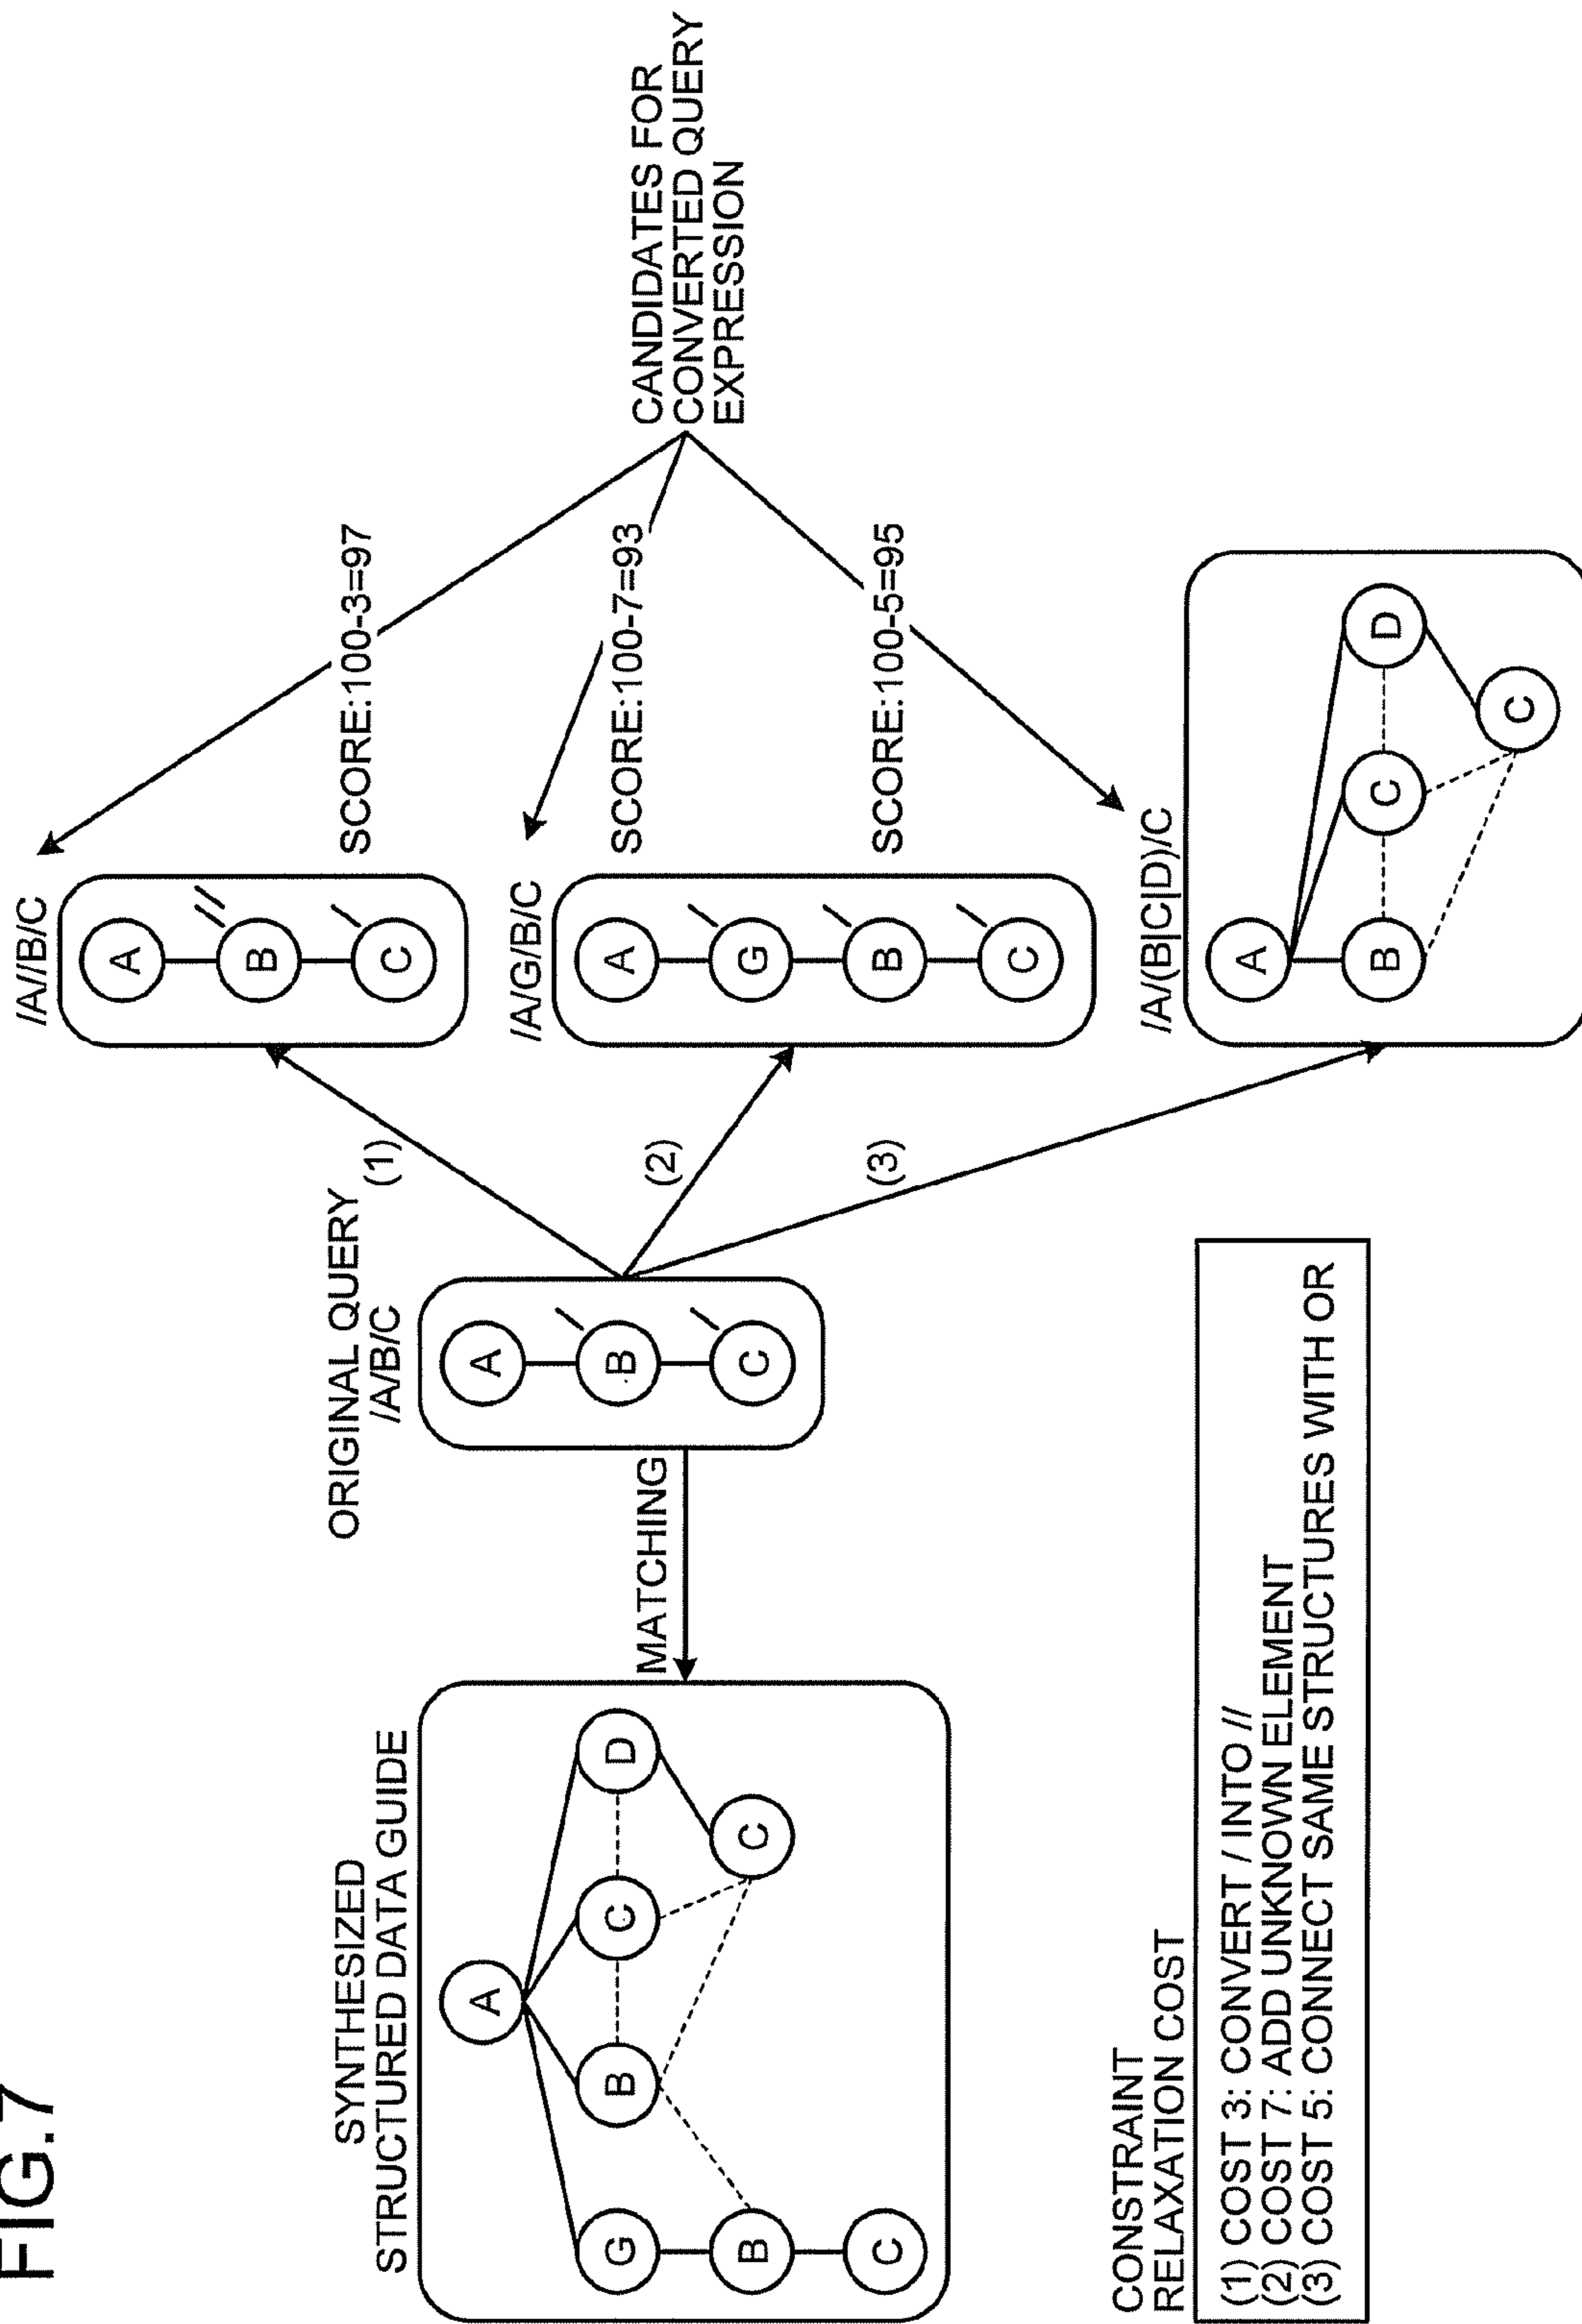 FIG.7
SYNTHESIZED
STRUCTURED DATA GUIDE
A
G
B
C
D
B
C
C
MATCHING
ORIGINAL QUERY
/A/B/C
A
/
B
/
C
(1)
(2)
(3)
/A//B/C
A
//
B
/
C
SCORE:100-3=97
/A/G/B/C
A
/
G
/
B
/
C
SCORE:100-7=93
/A/(B|C|D)/C
A
B
C
D
C
SCORE:100-5=95
CANDIDATES FOR
CONVERTED QUERY
EXPRESSION
CONSTRAINT
RELAXATION COST
(1) COST 3: CONVERT / INTO //
(2) COST 7: ADD UNKNOWN ELEMENT
(3) COST 5: CONNECT SAME STRUCTURES WITH OR